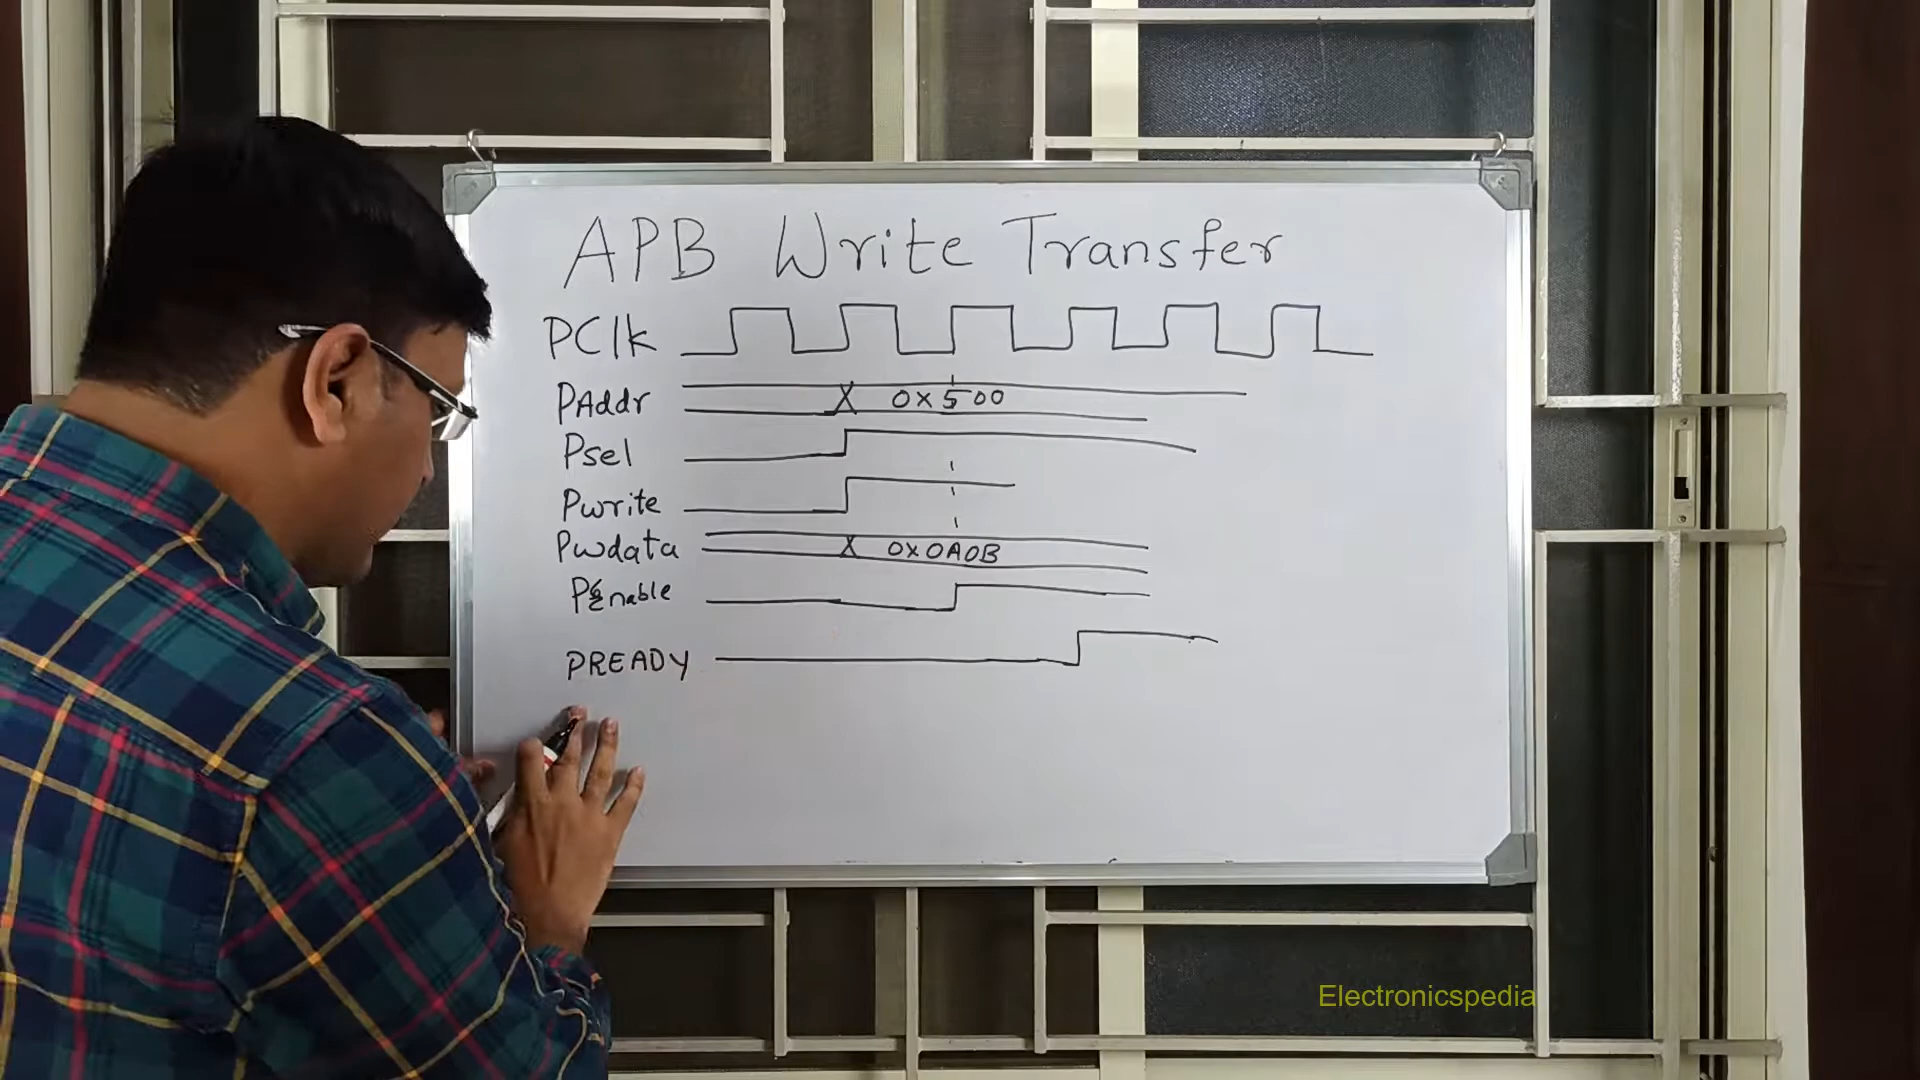 APB Write Transfer
PClk
PAddr X 0x500
Psel
Pwrite
Pwdata X 0x0A0B
PEnable
PREADY
Electronicspedia